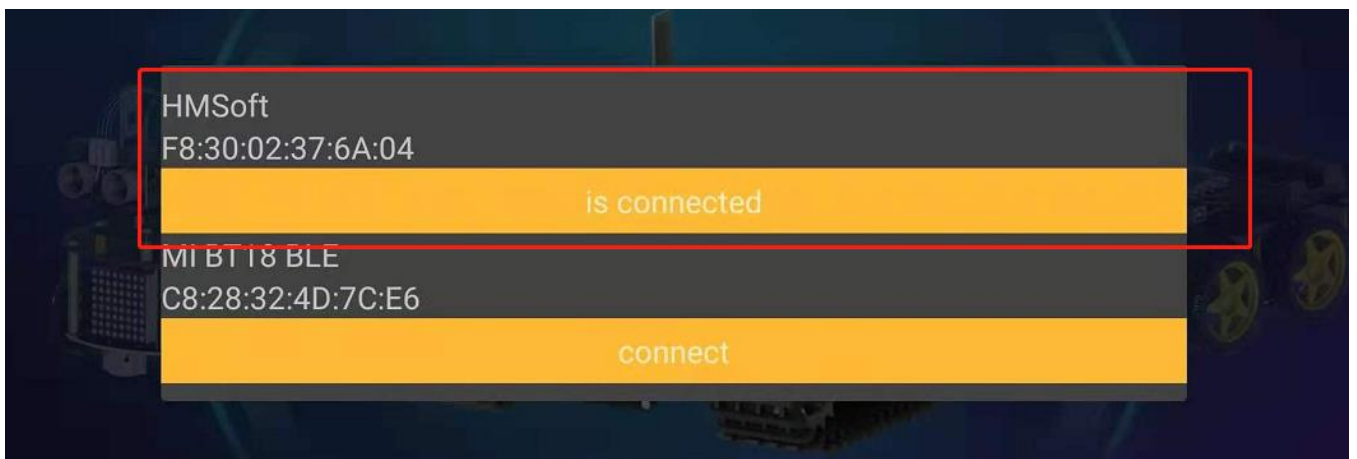 HMSoft
F8:30:02:37:6A:04
is connected
MI BT18 BLE
C8:28:32:4D:7C:E6
connect